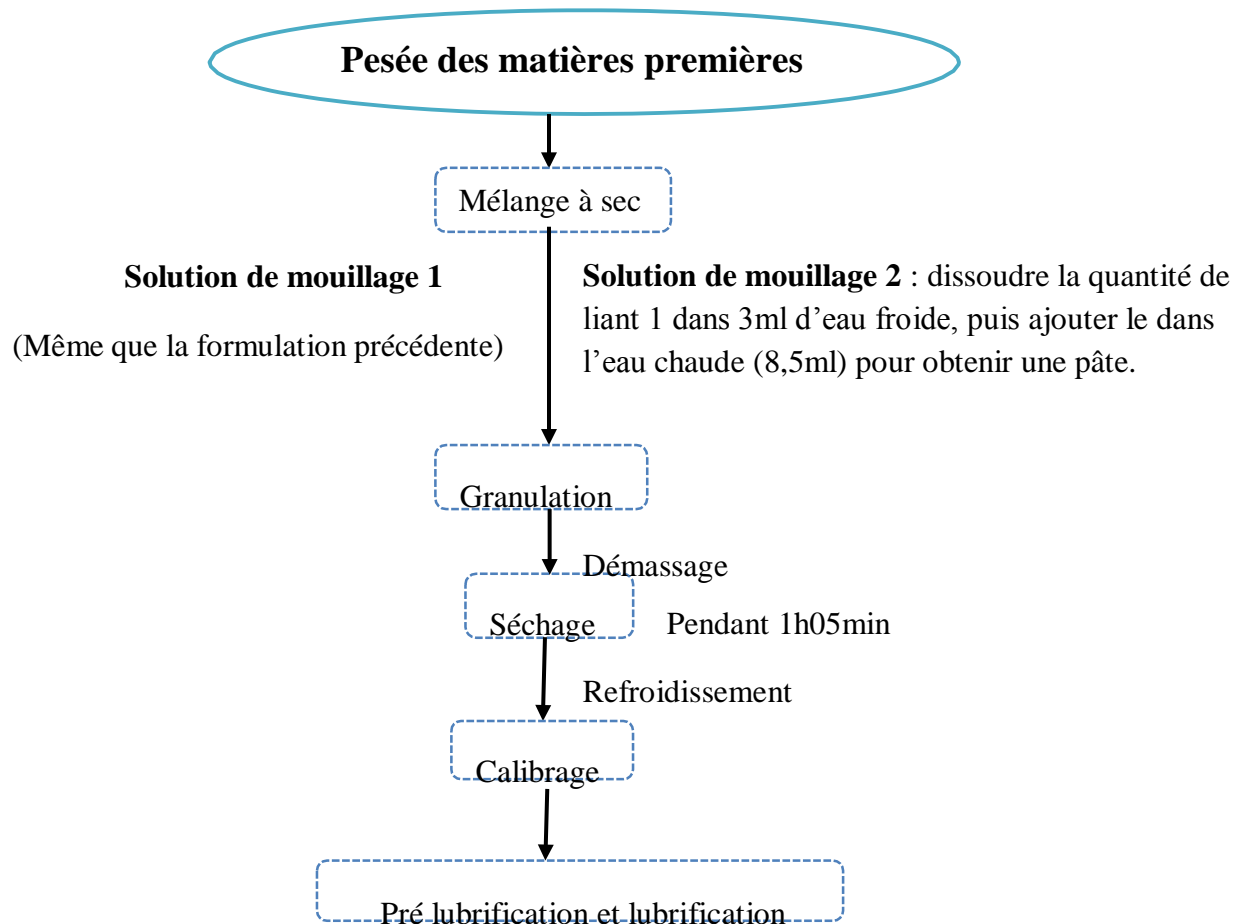 Pesée des matières premières
Mélange à sec
Solution de mouillage 1
(Même que la formulation précédente)
Solution de mouillage 2 : dissoudre la quantité de
liant 1 dans 3ml d’eau froide, puis ajouter le dans
l’eau chaude (8,5ml) pour obtenir une pâte.
Granulation
Démassage
Séchage
Pendant 1h05min
Refroidissement
Calibrage
Pré lubrification et lubrification